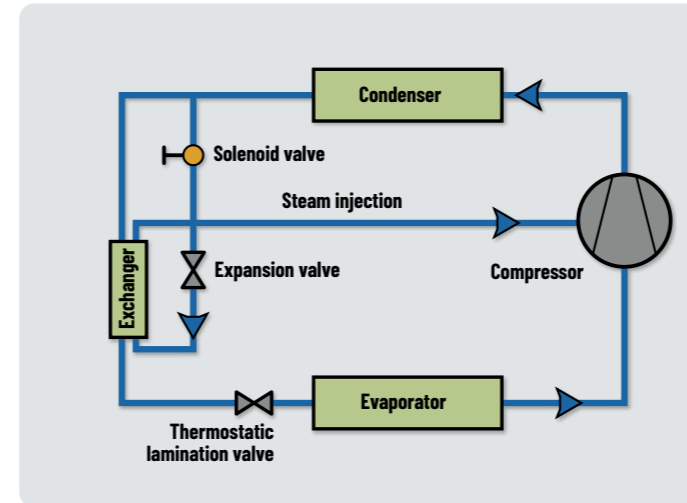 Condenser
Solenoid valve
Steam injection
Exchanger
Expansion valve
Compressor
Evaporator
Thermostatic
lamination valve